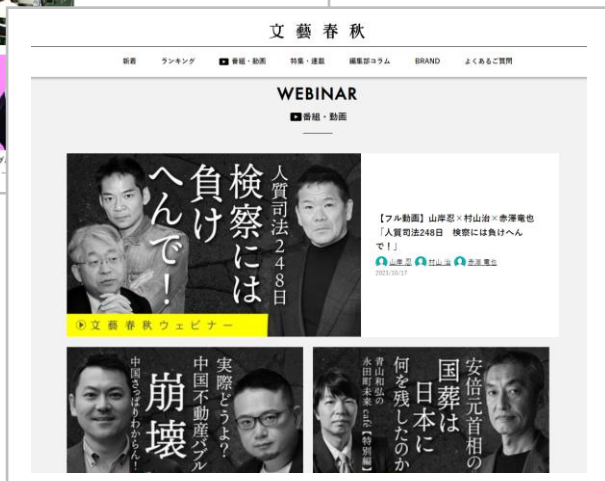 文藝春秋
新着 ランキング 番組・動画 特集・連載 編集部コラム BRAND よくあるご質問
WEBINAR
番組・動画
人質司法248日
検察には
負け
へんで！
文藝春秋ウェビナー
【フル動画】山岸忍×村山治×赤澤竜也
「人質司法248日 検察には負けへん
で！」
山岸 忍 村山 治 赤澤 竜也
2023/10/17
実際どうよ？
中国不動産バブル
崩壊
中国さっぱりわからん！
安倍元首相の
国葬は
日本に
何を残したのか
青山和弘の
永田町未来café【特別編】